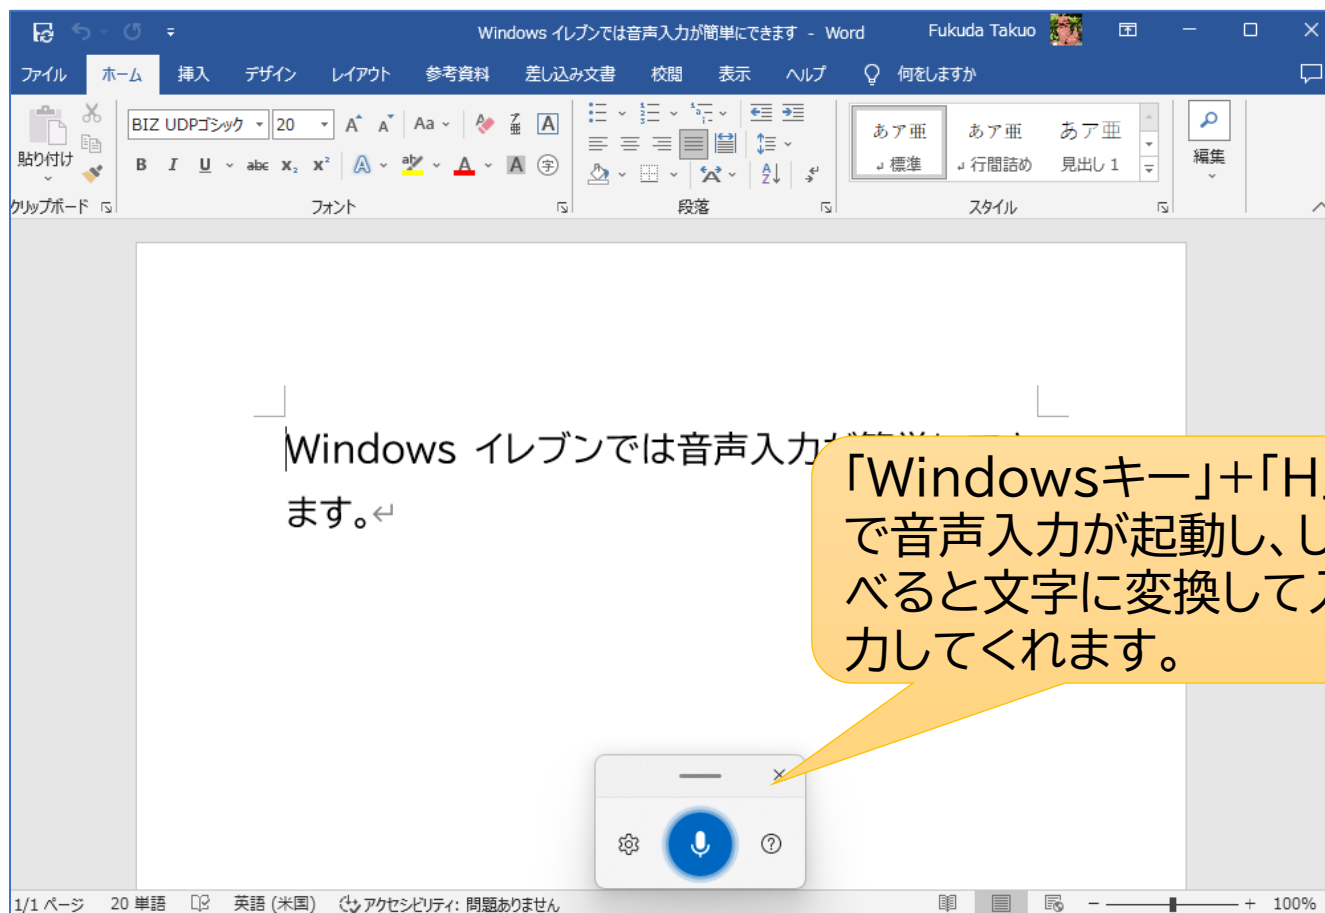 Windows イレブンでは音声入力が簡単にできます - Word
Fukuda Takuo
ファイル ホーム 挿入 デザイン レイアウト 参考資料 差し込み文書 校閲 表示 ヘルプ 何をしますか
貼り付け
BIZ UDPゴシック 20
Aa
B I U abc x₂ x²
クリップボード
フォント
段落
あア亜 あア亜 あア亜
標準 行間詰め 見出し 1
スタイル
編集
Windows イレブンでは音声入力
ます。
「Windowsキー」+「H」
で音声入力が起動し、し
べると文字に変換して入
力してくれます。
1/1 ページ 20 単語 英語 (米国) アクセシビリティ: 問題ありません 100%